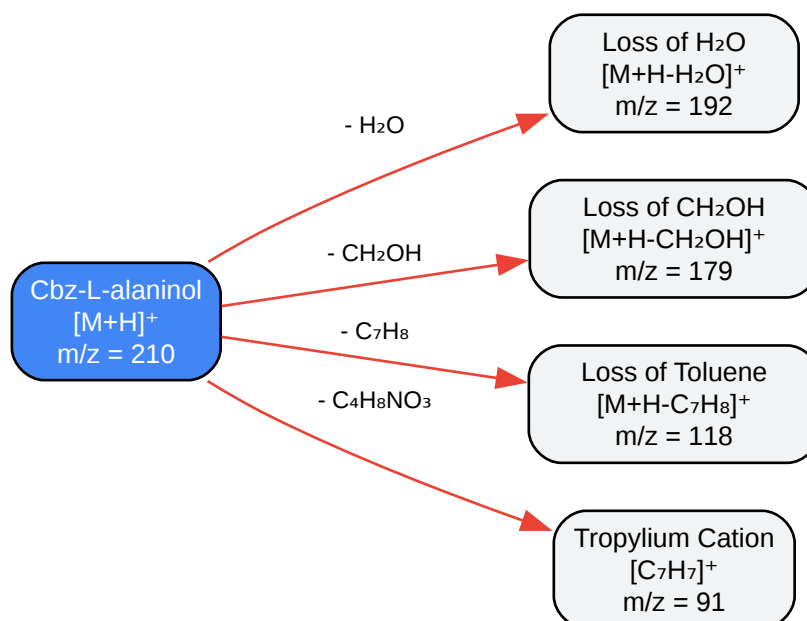 Loss of H₂O
[M+H-H₂O]⁺
m/z = 192
- H₂O
Loss of CH₂OH
[M+H-CH₂OH]⁺
m/z = 179
- CH₂OH
Cbz-L-alaninol
[M+H]⁺
m/z = 210
- C₇H₈
Loss of Toluene
[M+H-C₇H₈]⁺
m/z = 118
- C₄H₈NO₃
Tropylium Cation
[C₇H₇]⁺
m/z = 91